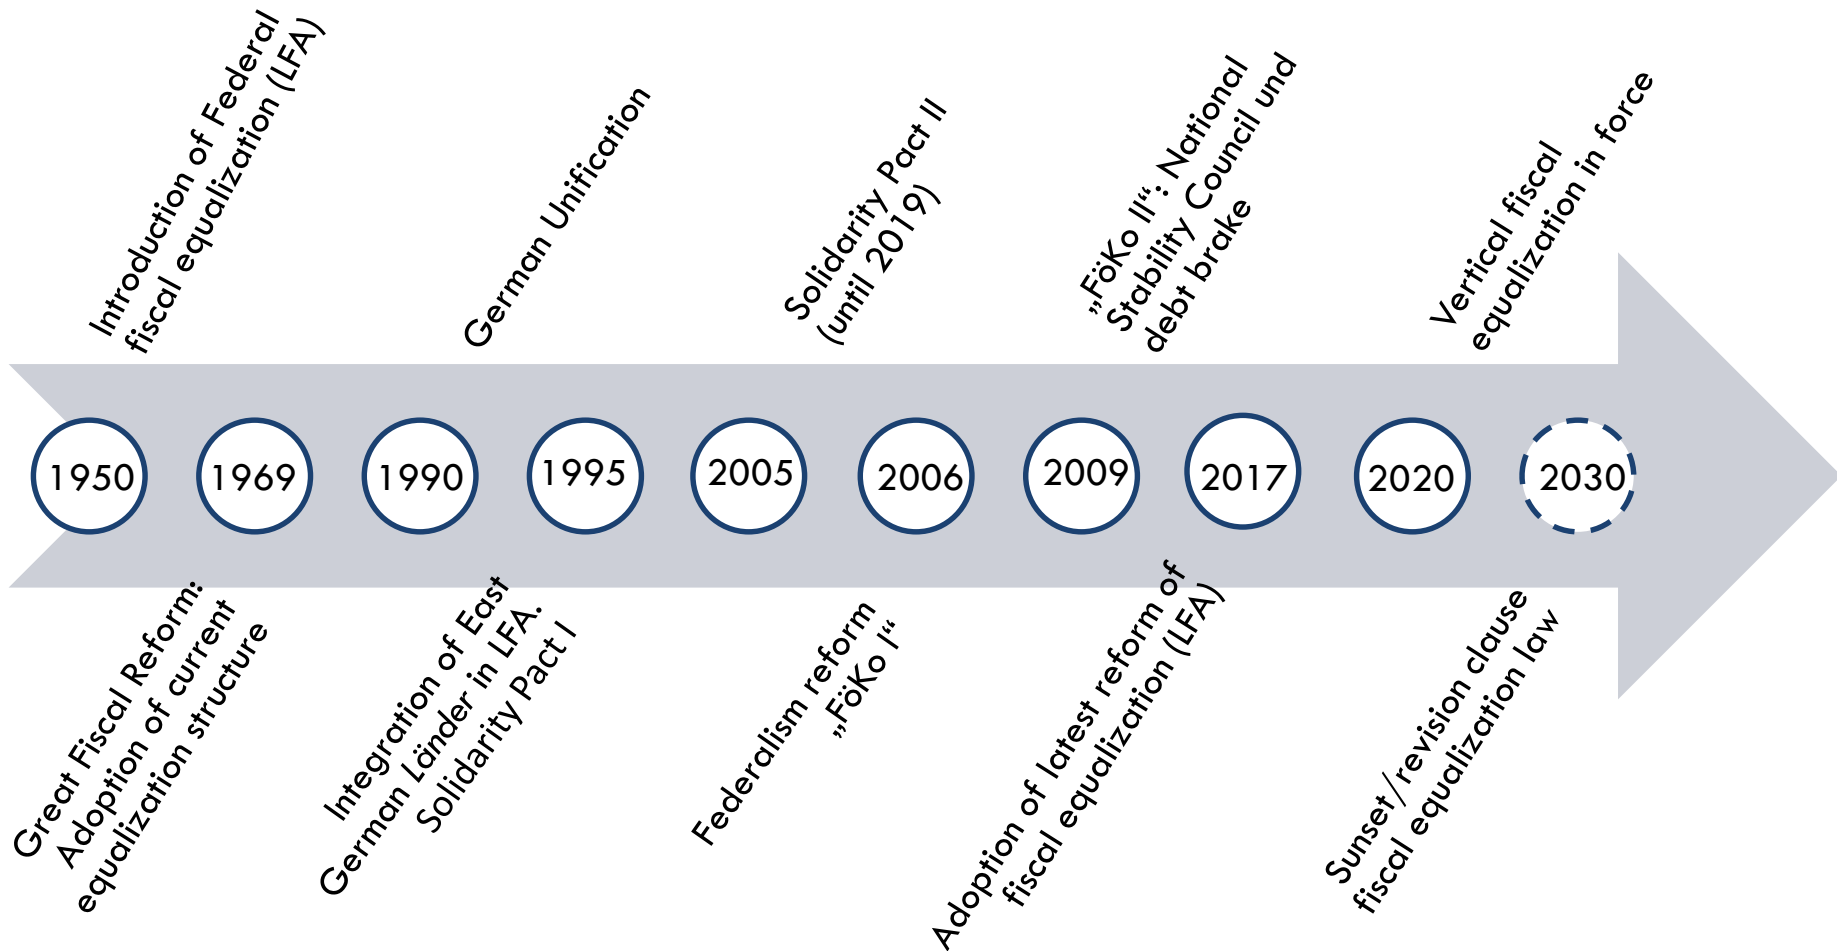 Introduction of Federal
fiscal equalization (LFA)
German Unification
Solidarity Pact II
(until 2019)
„FöKo II“: National
Stability Council und
debt brake
Vertical fiscal
equalization in force
1950
1969
1990
1995
2005
2006
2009
2017
2020
2030
Great Fiscal Reform:
Adoption of current
equalization structure
Integration of East
German Länder in LFA.
Solidarity Pact I
Federalism reform
„FöKo I“
Adoption of latest reform of
fiscal equalization (LFA)
Sunset/revision clause
fiscal equalization law